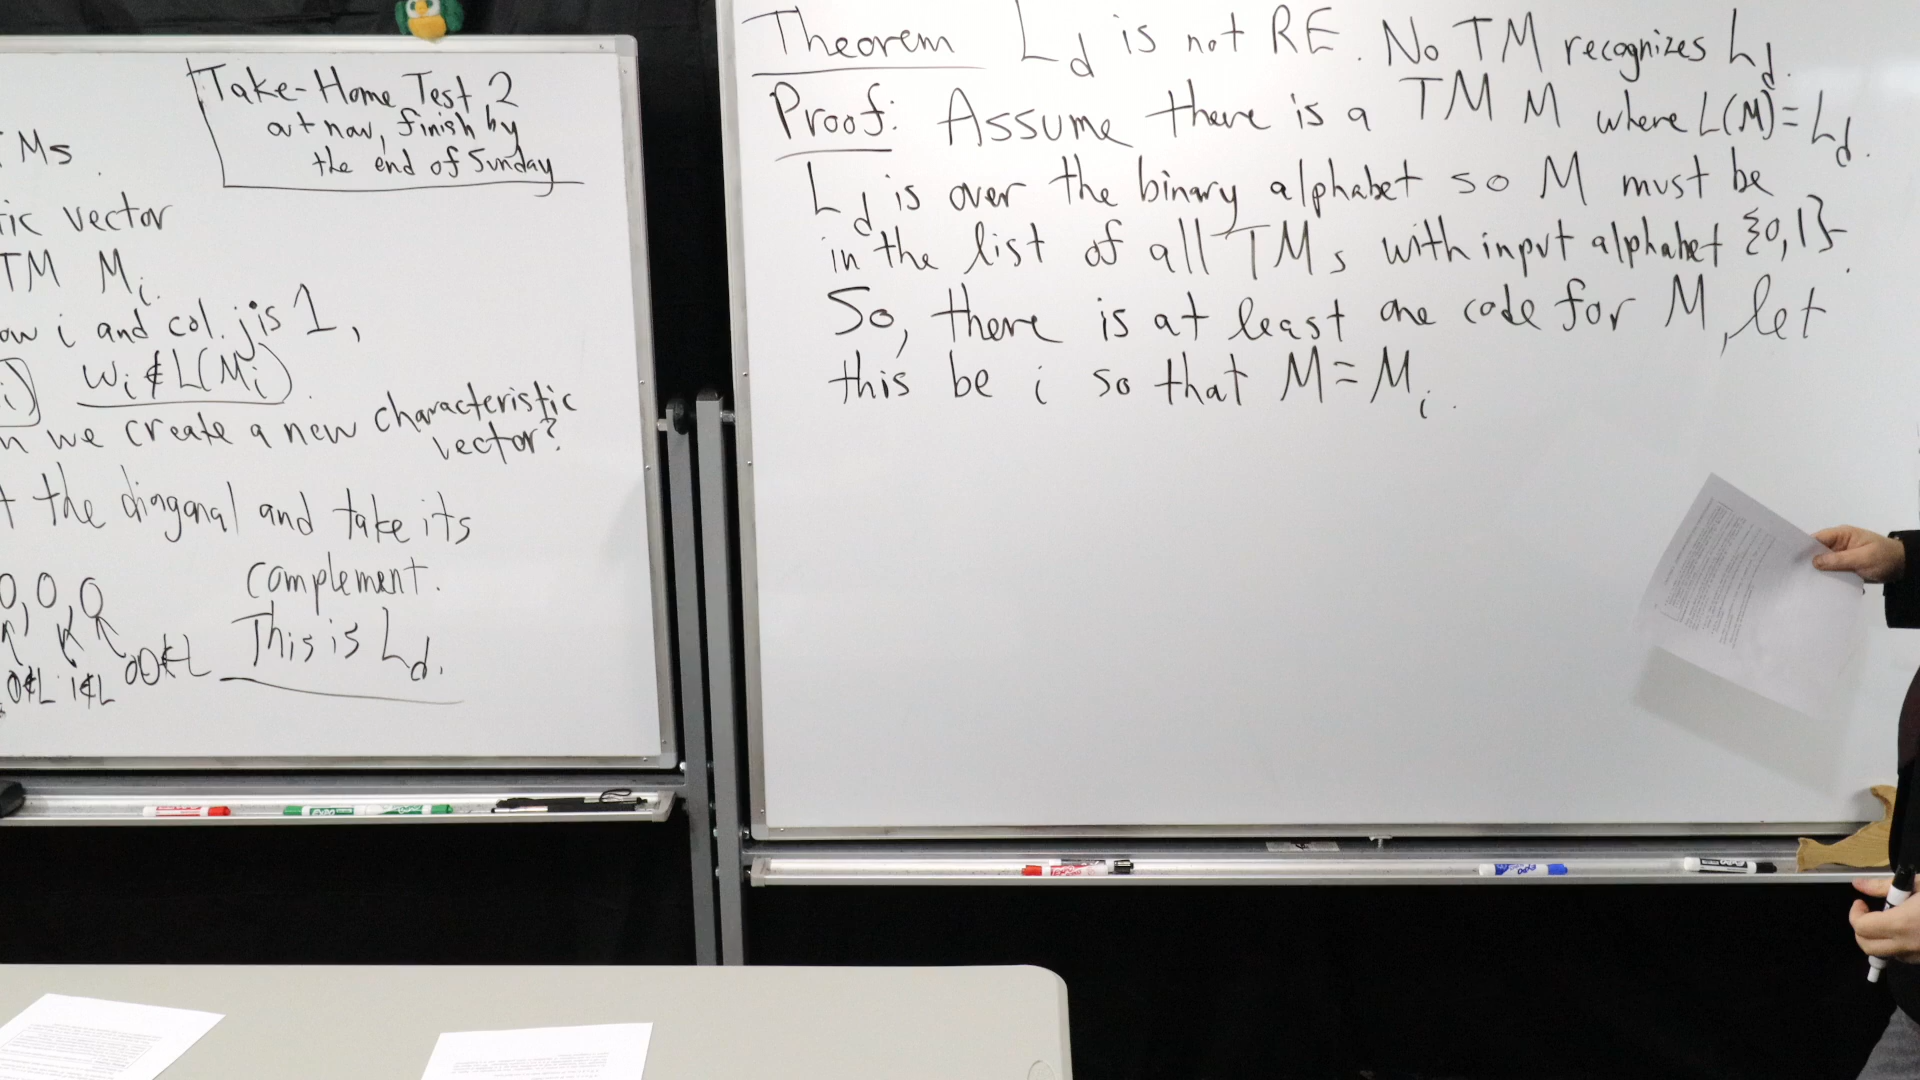 Take-Home Test 2
out now, finish by
the end of Sunday
TMs.
tic vector
TM Mi.
ow i and col. j is 1,
i) wi ∉ L(Mi).
n we create a new characteristic
vector?
t the diagonal and take its
complement.
0, 0, 0
This is Ld.
0∉L 1∉L 00∉L
Theorem Ld is not RE. No TM recognizes Ld.
Proof: Assume there is a TM M where L(M)=Ld.
Ld is over the binary alphabet so M must be
in the list of all TMs with input alphabet {0,1}.
So, there is at least one code for M, let
this be i so that M=Mi.